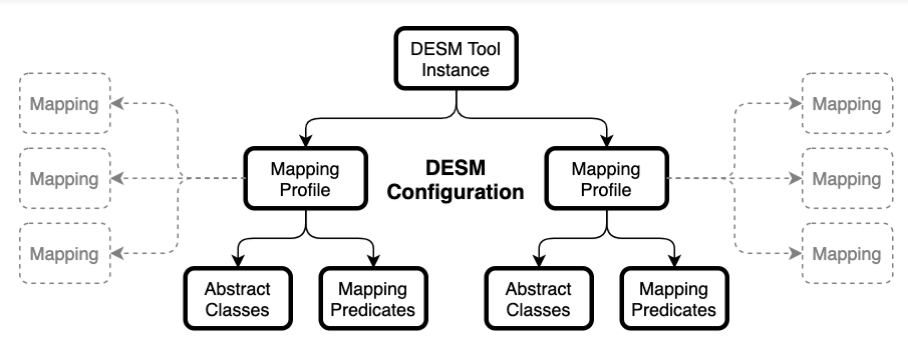 DESM Tool
Instance
Mapping
Mapping
Mapping
Profile
DESM
Configuration
Mapping
Profile
Mapping
Mapping
Mapping
Mapping
Abstract
Classes
Mapping
Predicates
Abstract
Classes
Mapping
Predicates